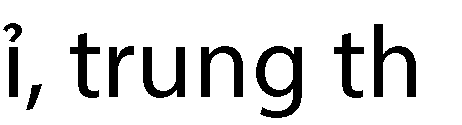 ỉ, trung th